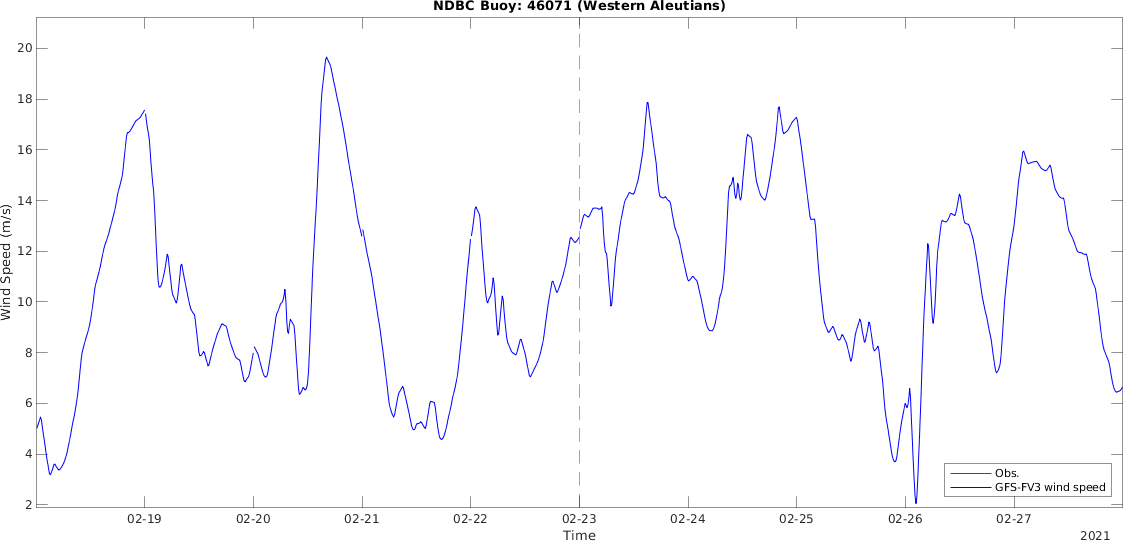 NDBC Buoy: 46071 (Western Aleutians)
20
18
16
14
12
10
8
6
4
2
Wind Speed (m/s)
Obs.
GFS-FV3 wind speed
02-19 02-20 02-21 02-22 02-23 02-24 02-25 02-26 02-27
Time
2021